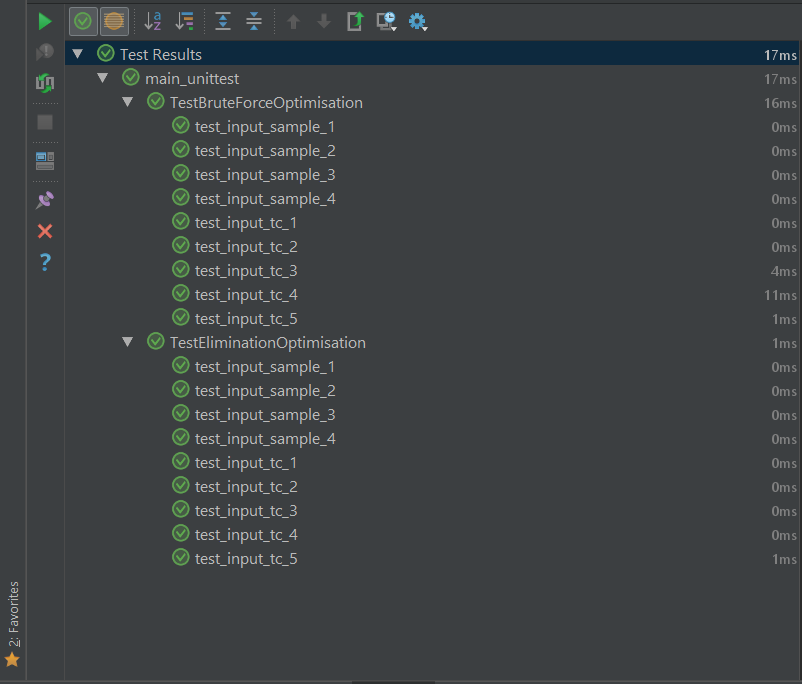 Test Results 17ms
main_unittest 17ms
TestBruteForceOptimisation 16ms
test_input_sample_1 0ms
test_input_sample_2 0ms
test_input_sample_3 0ms
test_input_sample_4 0ms
test_input_tc_1 0ms
test_input_tc_2 0ms
test_input_tc_3 4ms
test_input_tc_4 11ms
test_input_tc_5 1ms
TestEliminationOptimisation 1ms
test_input_sample_1 0ms
test_input_sample_2 0ms
test_input_sample_3 0ms
test_input_sample_4 0ms
test_input_tc_1 0ms
test_input_tc_2 0ms
test_input_tc_3 0ms
test_input_tc_4 0ms
test_input_tc_5 1ms
2: Favorites